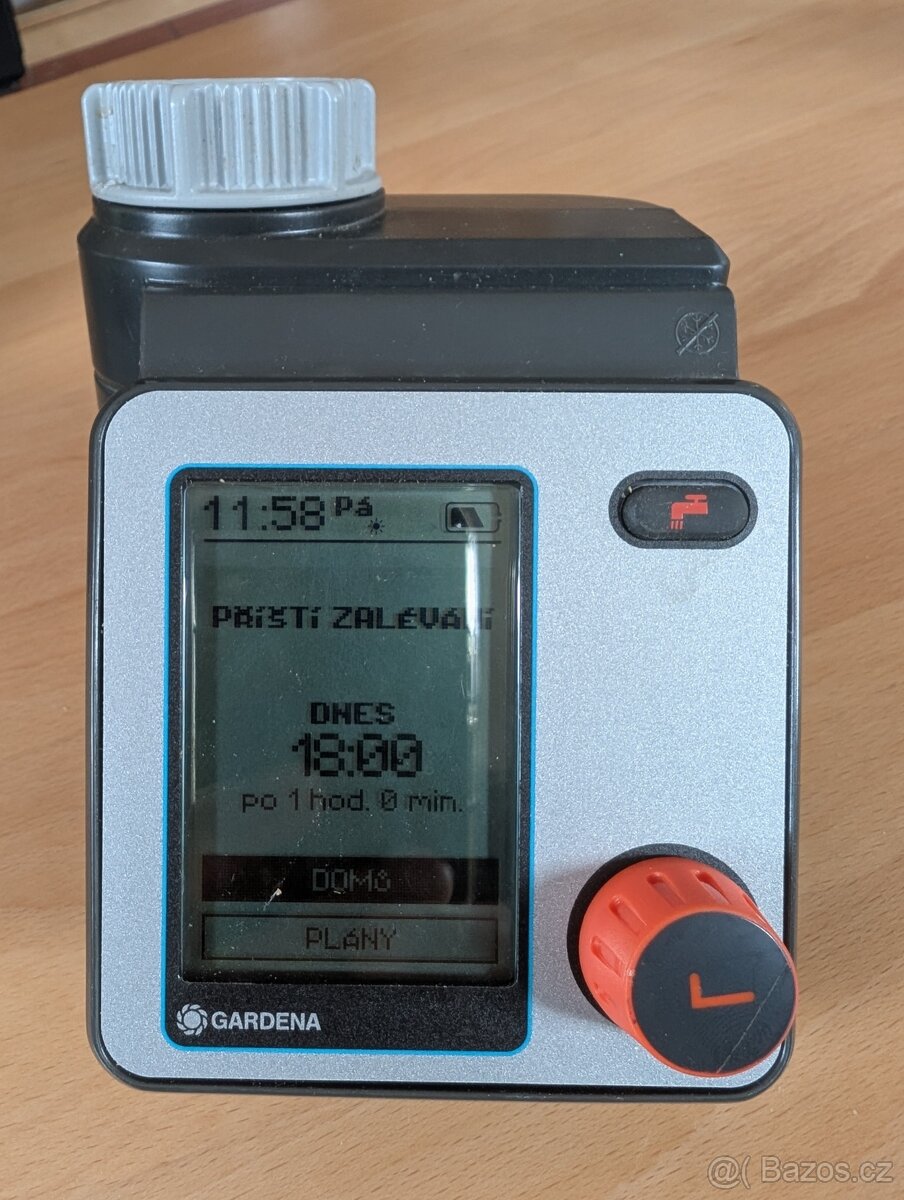 11:58 Pá
PŘÍŠTÍ ZALÉVÁNÍ
DNES
18:00
po 1 hod. 0 min.
DOMŮ
PLÁNY
GARDENA
@( Bazos.cz